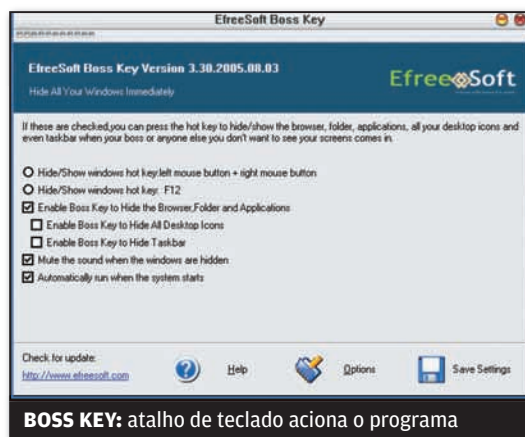 EfreeSoft Boss Key
EfreeSoft Boss Key Version 3.30.2005.08.03
Hide All Your Windows Immediately
EfreeSoft
If these are checked,you can press the hot key to hide/show the browser, folder, applications, all your desktop icons and
even taskbar when your boss or anyone else you don't want to see your screens comes in.
Hide/Show windows hot key:left mouse button + right mouse button
Hide/Show windows hot key: F12
Enable Boss Key to Hide the Browser,Folder and Applications
Enable Boss Key to Hide All Desktop Icons
Enable Boss Key to Hide Taskbar
Mute the sound when the windows are hidden
Automatically run when the system starts
Check for update:
http://www.efreesoft.com
Help
Options
Save Settings
BOSS KEY: atalho de teclado aciona o programa